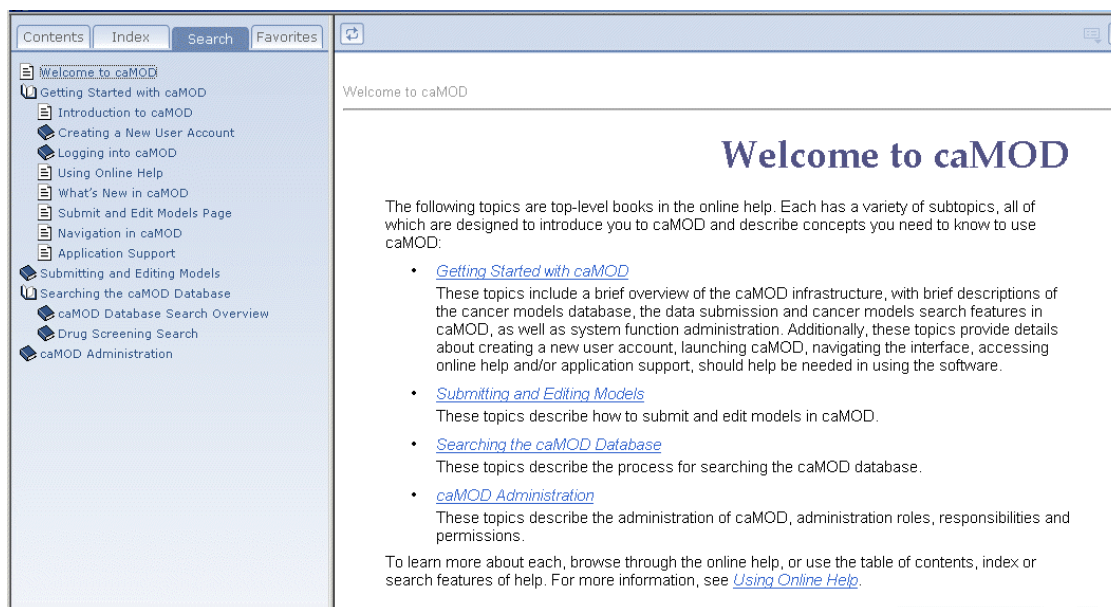 Contents Index Search Favorites
Welcome to caMOD
Getting Started with caMOD
Introduction to caMOD
Creating a New User Account
Logging into caMOD
Using Online Help
What's New in caMOD
Submit and Edit Models Page
Navigation in caMOD
Application Support
Submitting and Editing Models
Searching the caMOD Database
caMOD Database Search Overview
Drug Screening Search
caMOD Administration
Welcome to caMOD
Welcome to caMOD
The following topics are top-level books in the online help. Each has a variety of subtopics, all of
which are designed to introduce you to caMOD and describe concepts you need to know to use
caMOD:
• Getting Started with caMOD
These topics include a brief overview of the caMOD infrastructure, with brief descriptions of
the cancer models database, the data submission and cancer models search features in
caMOD, as well as system function administration. Additionally, these topics provide details
about creating a new user account, launching caMOD, navigating the interface, accessing
online help and/or application support, should help be needed in using the software.
• Submitting and Editing Models
These topics describe how to submit and edit models in caMOD.
• Searching the caMOD Database
These topics describe the process for searching the caMOD database.
• caMOD Administration
These topics describe the administration of caMOD, administration roles, responsibilities and
permissions.
To learn more about each, browse through the online help, or use the table of contents, index or
search features of help. For more information, see Using Online Help.